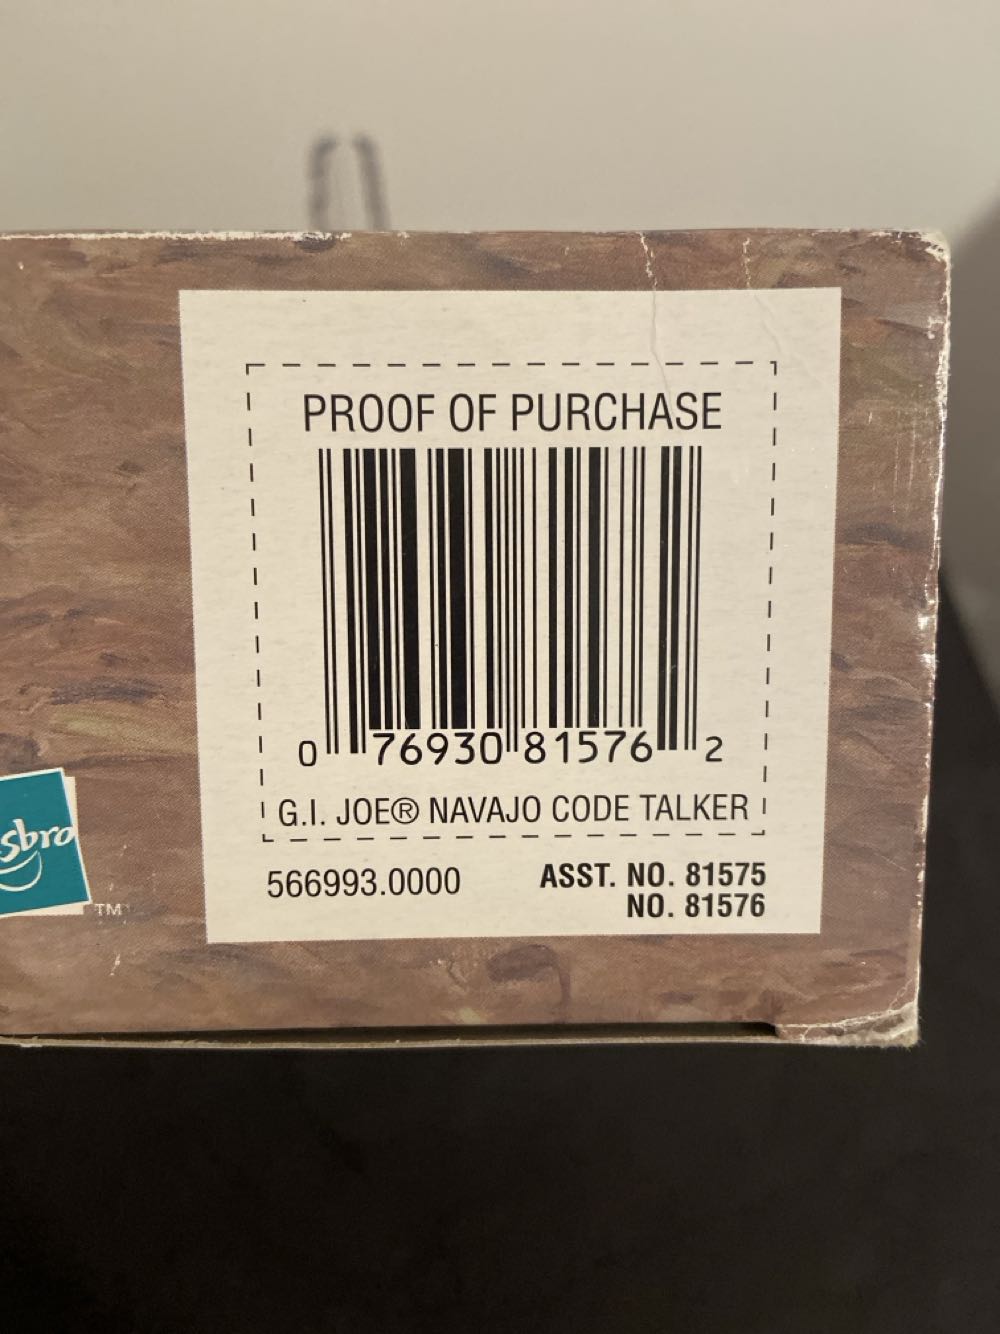 PROOF OF PURCHASE
0 76930 81576 2
G.I. JOE® NAVAJO CODE TALKER
566993.0000
ASST. NO. 81575
NO. 81576
sbro
TM